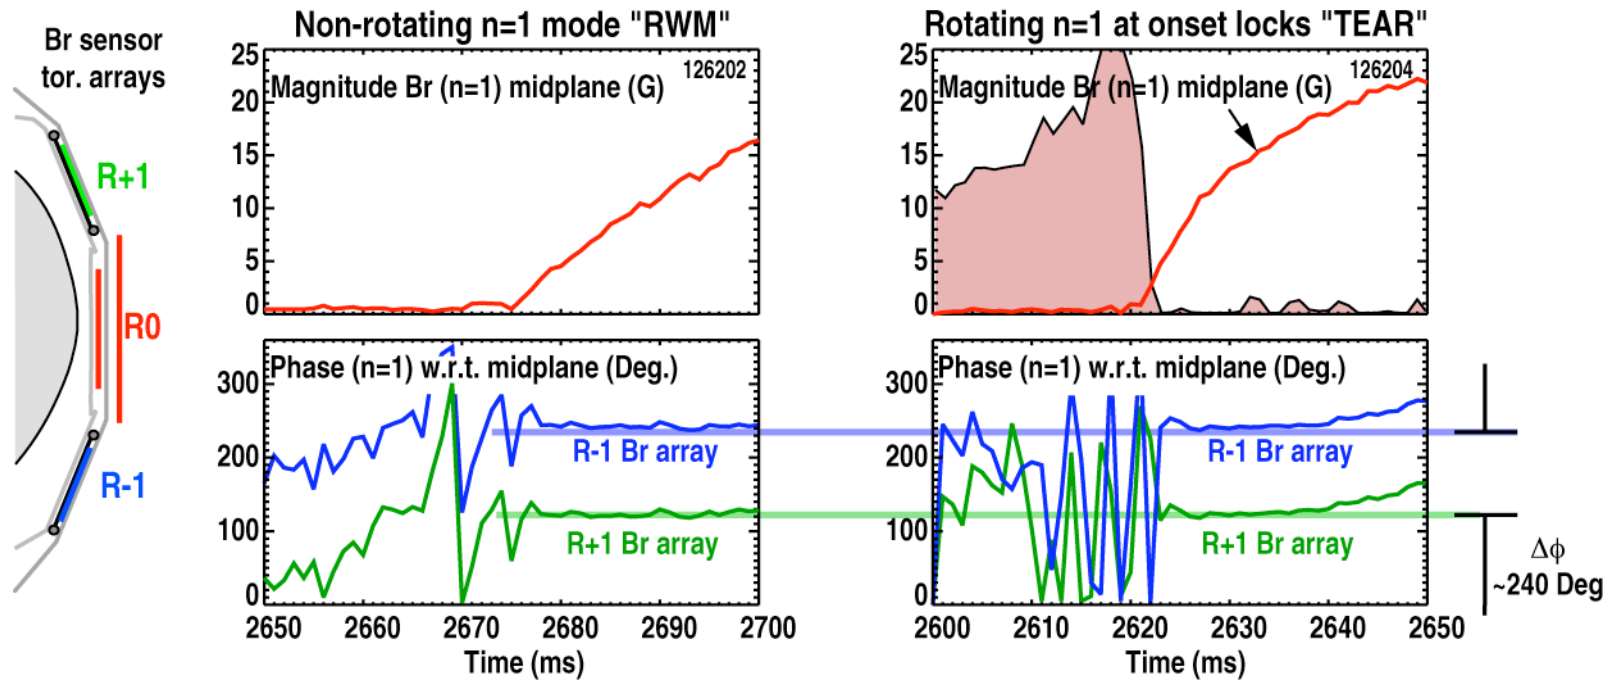 Br sensor
tor. arrays
R+1
R0
R-1
Non-rotating n=1 mode "RWM"
25
20
15
10
5
0
Magnitude Br (n=1) midplane (G)
126202
300
200
100
0
Phase (n=1) w.r.t. midplane (Deg.)
R-1 Br array
R+1 Br array
2650 2660 2670 2680 2690 2700
Time (ms)
Rotating n=1 at onset locks "TEAR"
25
20
15
10
5
0
126204
Magnitude Br (n=1) midplane (G)
300
200
100
0
Phase (n=1) w.r.t. midplane (Deg.)
R-1 Br array
R+1 Br array
2600 2610 2620 2630 2640 2650
Time (ms)
Δϕ
~240 Deg